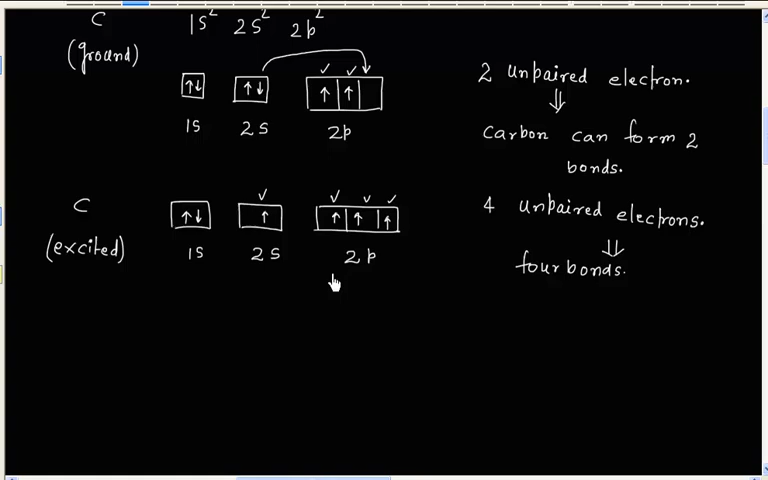 C 1s² 2s² 2p²
(ground)
↑↓ ↑↓ ↑ ↑
1s 2s 2p
2 unpaired electron.
⇓
Carbon can form 2
bonds.
C
(excited)
↑↓ ↑ ↑ ↑ ↑
1s 2s 2p
4 unpaired electrons.
⇓
four bonds.